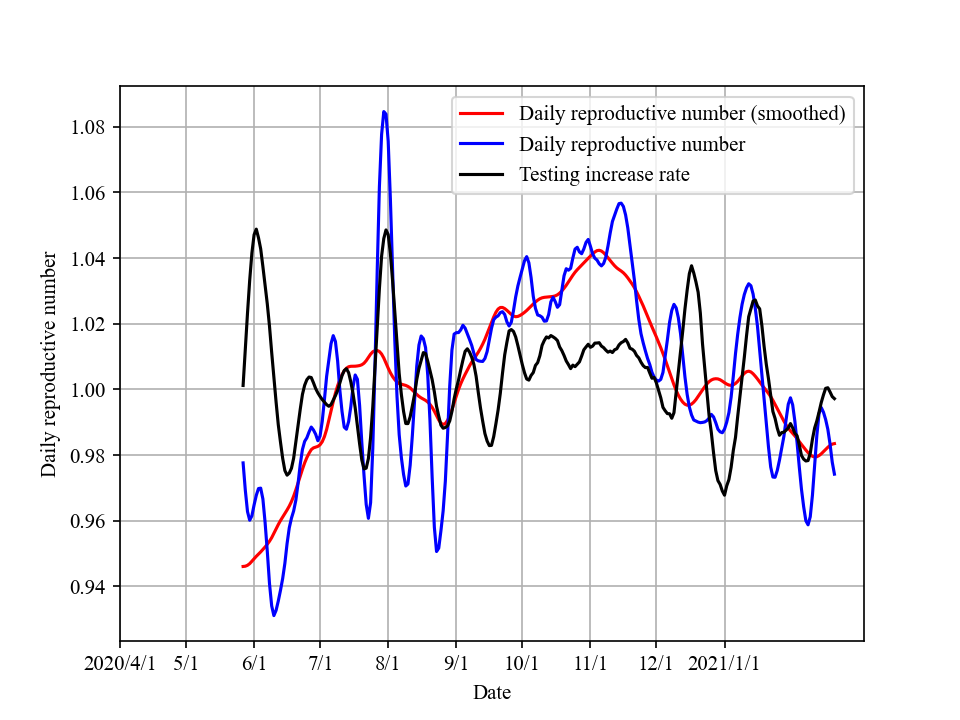 Daily reproductive number (smoothed)
Daily reproductive number
Testing increase rate
Daily reproductive number
1.08
1.06
1.04
1.02
1.00
0.98
0.96
0.94
2020/4/1 5/1 6/1 7/1 8/1 9/1 10/1 11/1 12/1 2021/1/1
Date